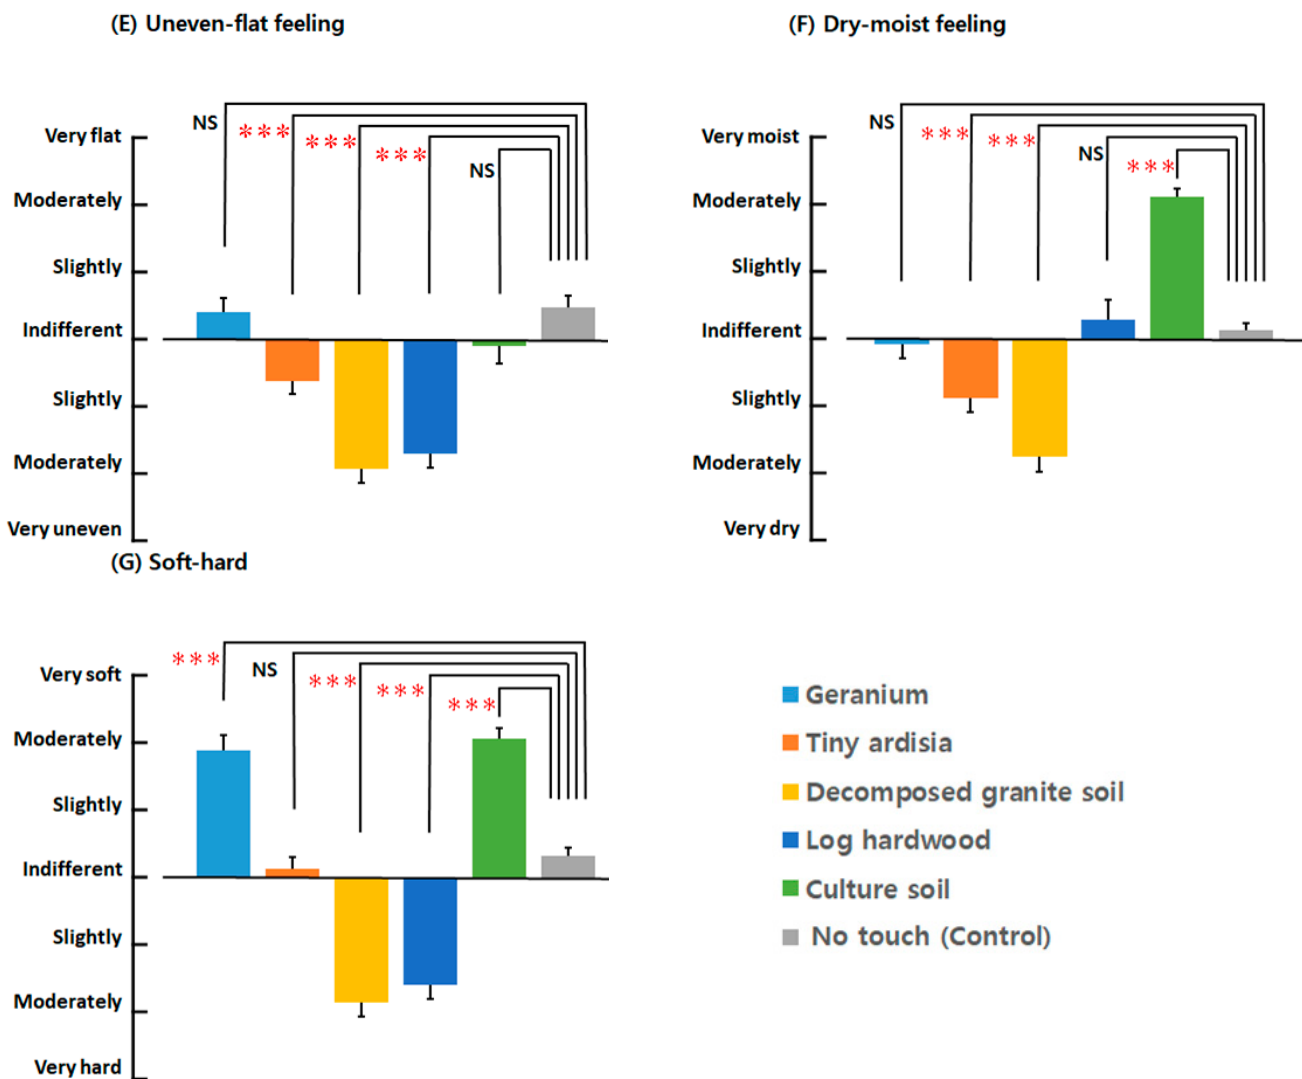 (E) Uneven-flat feeling
NS
***
***
***
NS
Very flat
Moderately
Slightly
Indifferent
Slightly
Moderately
Very uneven
(F) Dry-moist feeling
NS
***
***
NS
***
Very moist
Moderately
Slightly
Indifferent
Slightly
Moderately
Very dry
(G) Soft-hard
***
NS
***
***
***
Very soft
Moderately
Slightly
Indifferent
Slightly
Moderately
Very hard
Geranium
Tiny ardisia
Decomposed granite soil
Log hardwood
Culture soil
No touch (Control)